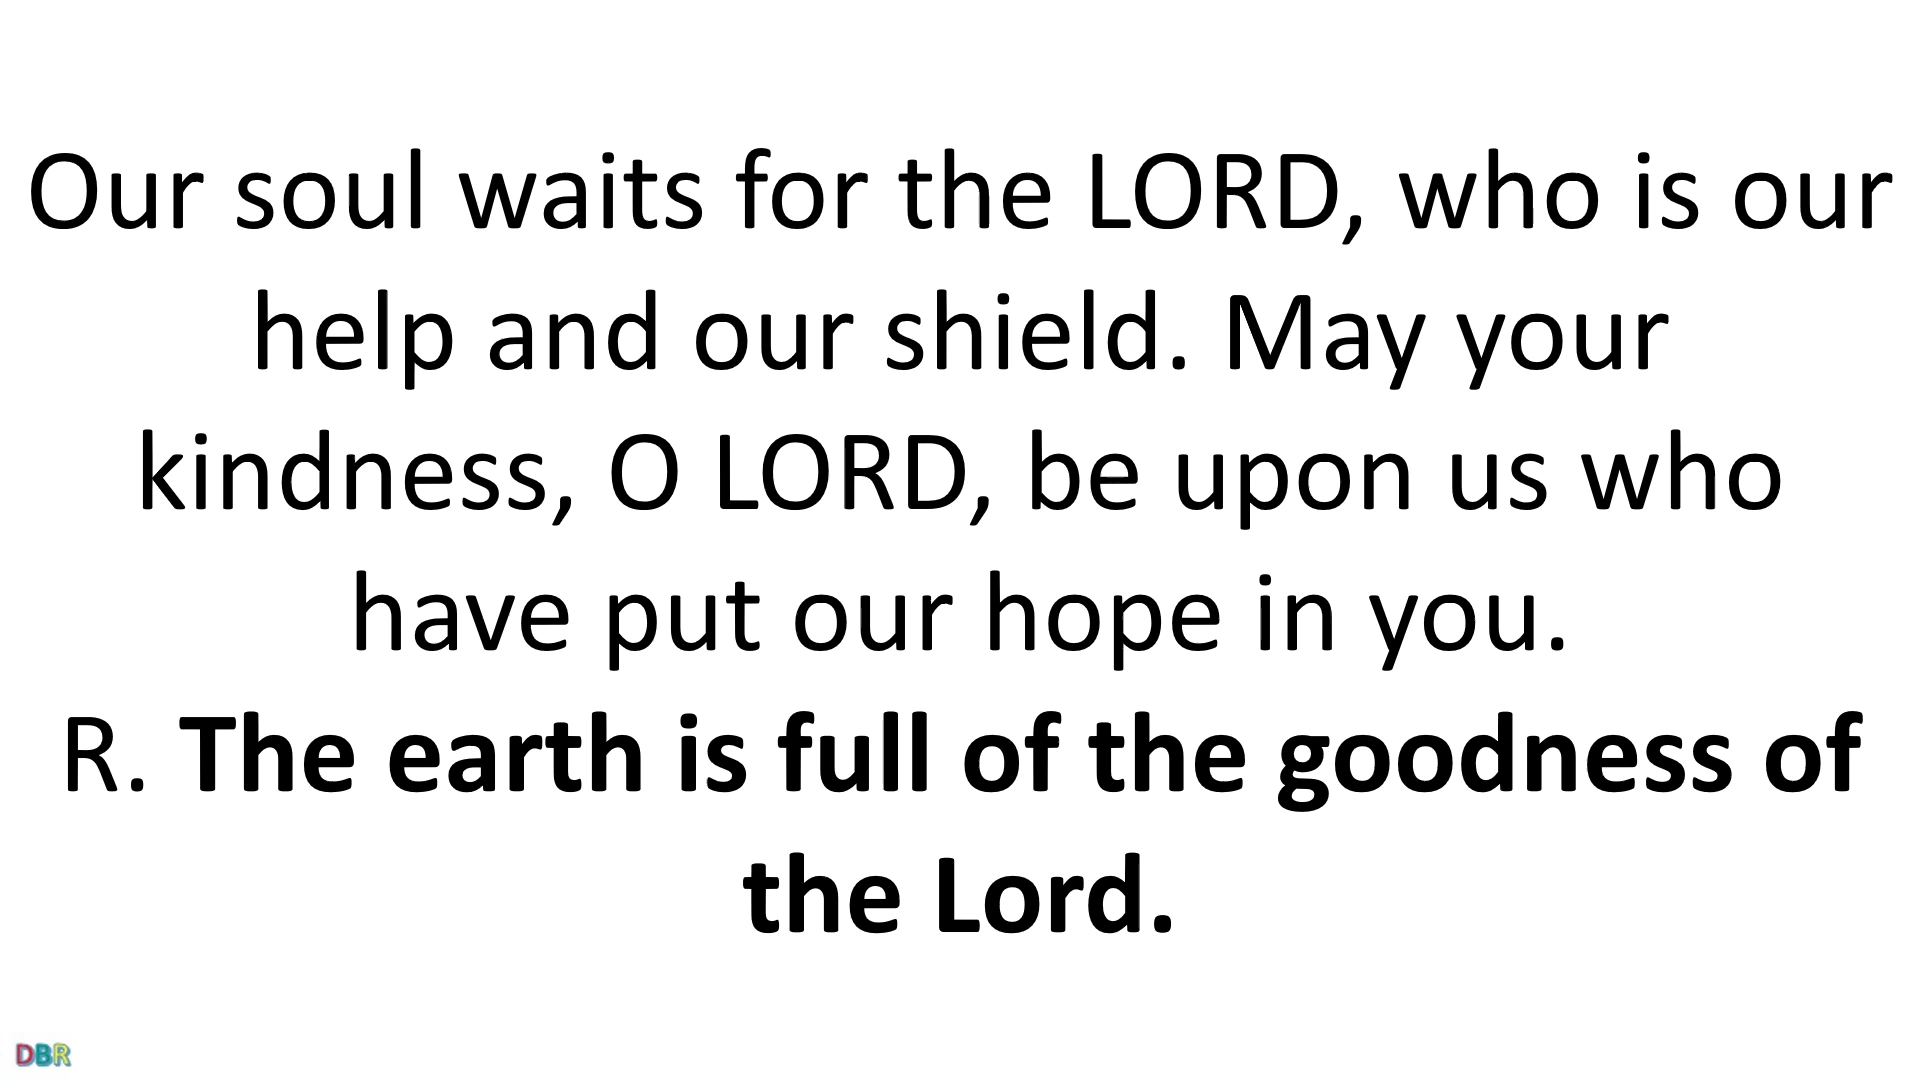 Our soul waits for the LORD, who is our
help and our shield. May your
kindness, O LORD, be upon us who
have put our hope in you.
R. The earth is full of the goodness of
the Lord.
DBR